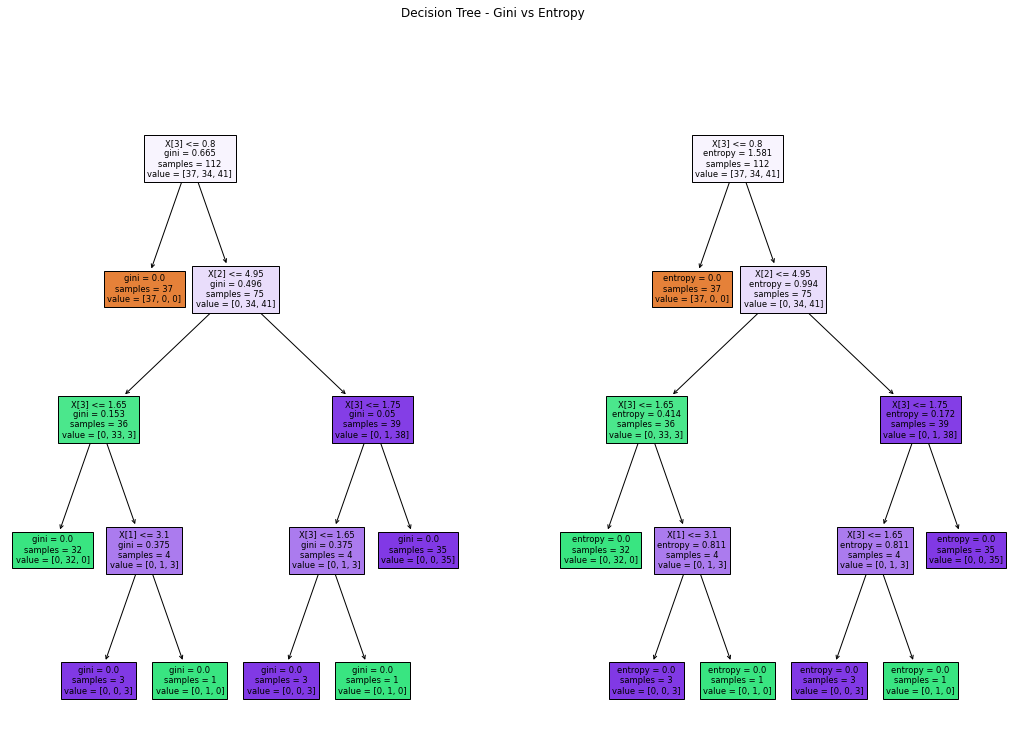 Decision Tree - Gini vs Entropy
X[3] <= 0.8
gini = 0.665
samples = 112
value = [37, 34, 41]
gini = 0.0
samples = 37
value = [37, 0, 0]
X[2] <= 4.95
gini = 0.496
samples = 75
value = [0, 34, 41]
X[3] <= 1.65
gini = 0.153
samples = 36
value = [0, 33, 3]
X[3] <= 1.75
gini = 0.05
samples = 39
value = [0, 1, 38]
gini = 0.0
samples = 32
value = [0, 32, 0]
X[1] <= 3.1
gini = 0.375
samples = 4
value = [0, 1, 3]
X[3] <= 1.65
gini = 0.375
samples = 4
value = [0, 1, 3]
gini = 0.0
samples = 35
value = [0, 0, 35]
gini = 0.0
samples = 3
value = [0, 0, 3]
gini = 0.0
samples = 1
value = [0, 1, 0]
gini = 0.0
samples = 3
value = [0, 0, 3]
gini = 0.0
samples = 1
value = [0, 1, 0]
X[3] <= 0.8
entropy = 1.581
samples = 112
value = [37, 34, 41]
entropy = 0.0
samples = 37
value = [37, 0, 0]
X[2] <= 4.95
entropy = 0.994
samples = 75
value = [0, 34, 41]
X[3] <= 1.65
entropy = 0.414
samples = 36
value = [0, 33, 3]
X[3] <= 1.75
entropy = 0.172
samples = 39
value = [0, 1, 38]
entropy = 0.0
samples = 32
value = [0, 32, 0]
X[1] <= 3.1
entropy = 0.811
samples = 4
value = [0, 1, 3]
X[3] <= 1.65
entropy = 0.811
samples = 4
value = [0, 1, 3]
entropy = 0.0
samples = 35
value = [0, 0, 35]
entropy = 0.0
samples = 3
value = [0, 0, 3]
entropy = 0.0
samples = 1
value = [0, 1, 0]
entropy = 0.0
samples = 3
value = [0, 0, 3]
entropy = 0.0
samples = 1
value = [0, 1, 0]